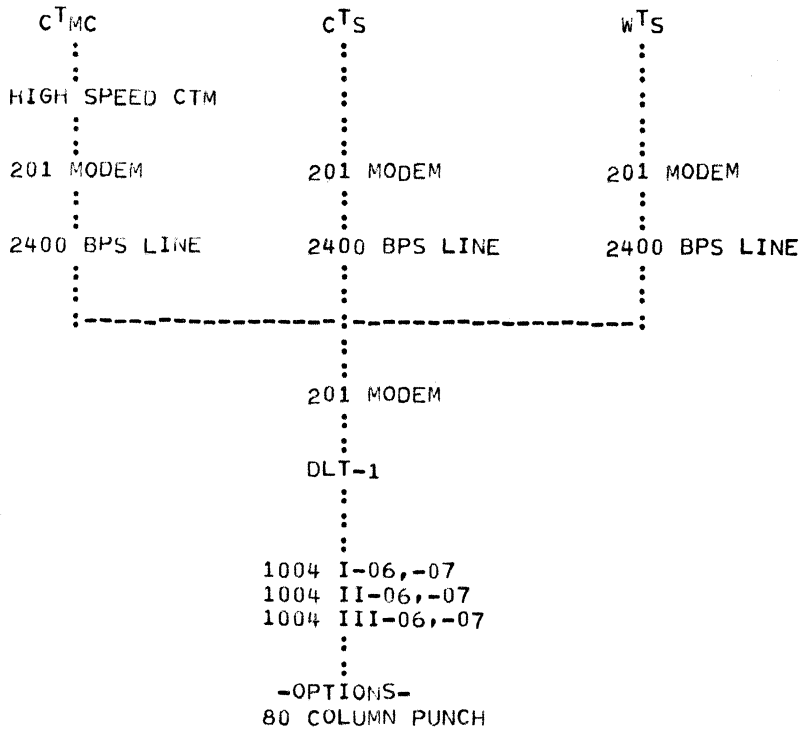 CTMC CTS WTS
HIGH SPEED CTM
201 MODEM 201 MODEM 201 MODEM
2400 BPS LINE 2400 BPS LINE 2400 BPS LINE
201 MODEM
DLT-1
1004 I-06,-07
1004 II-06,-07
1004 III-06,-07
-OPTIONS-
80 COLUMN PUNCH